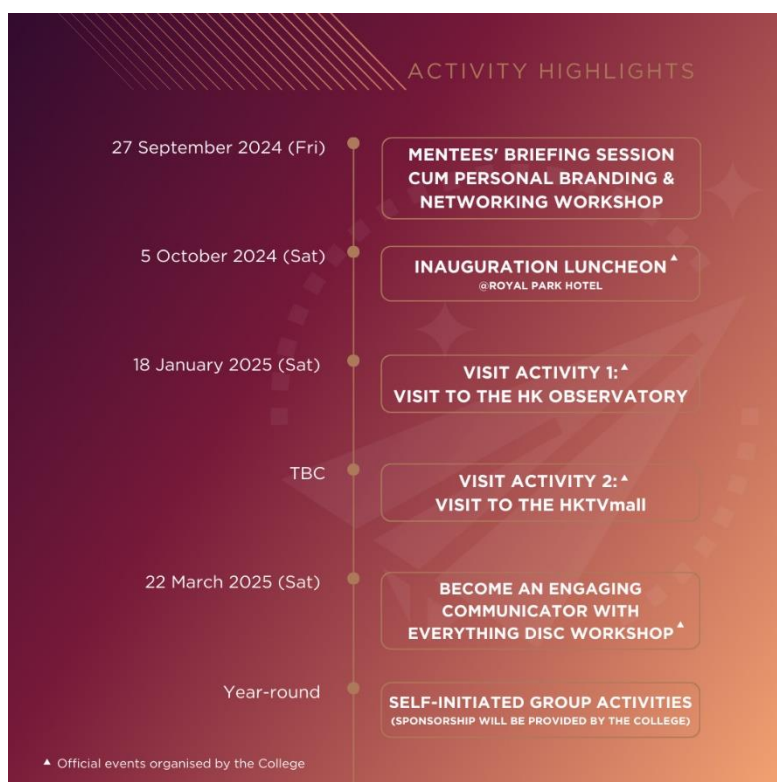 ACTIVITY HIGHLIGHTS
27 September 2024 (Fri)
MENTEES' BRIEFING SESSION
CUM PERSONAL BRANDING &
NETWORKING WORKSHOP
5 October 2024 (Sat)
INAUGURATION LUNCHEON▲
@ROYAL PARK HOTEL
18 January 2025 (Sat)
VISIT ACTIVITY 1:▲
VISIT TO THE HK OBSERVATORY
TBC
VISIT ACTIVITY 2:▲
VISIT TO THE HKTVmall
22 March 2025 (Sat)
BECOME AN ENGAGING
COMMUNICATOR WITH
EVERYTHING DISC WORKSHOP▲
Year-round
SELF-INITIATED GROUP ACTIVITIES
(SPONSORSHIP WILL BE PROVIDED BY THE COLLEGE)
▲ Official events organised by the College